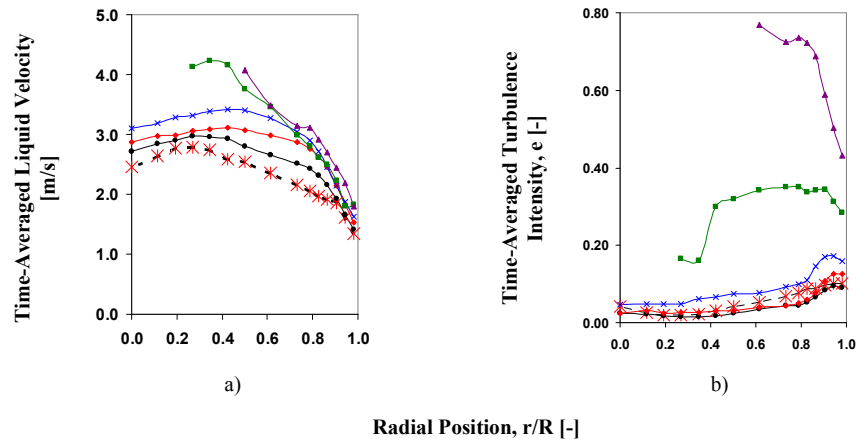 Time-Averaged Liquid Velocity
[m/s]
5.0
4.0
3.0
2.0
1.0
0.0 0.2 0.4 0.6 0.8 1.0
a)
Time-Averaged Turbulence
Intensity, e [-]
0.80
0.60
0.40
0.20
0.00
0.0 0.2 0.4 0.6 0.8 1.0
b)
Radial Position, r/R [-]